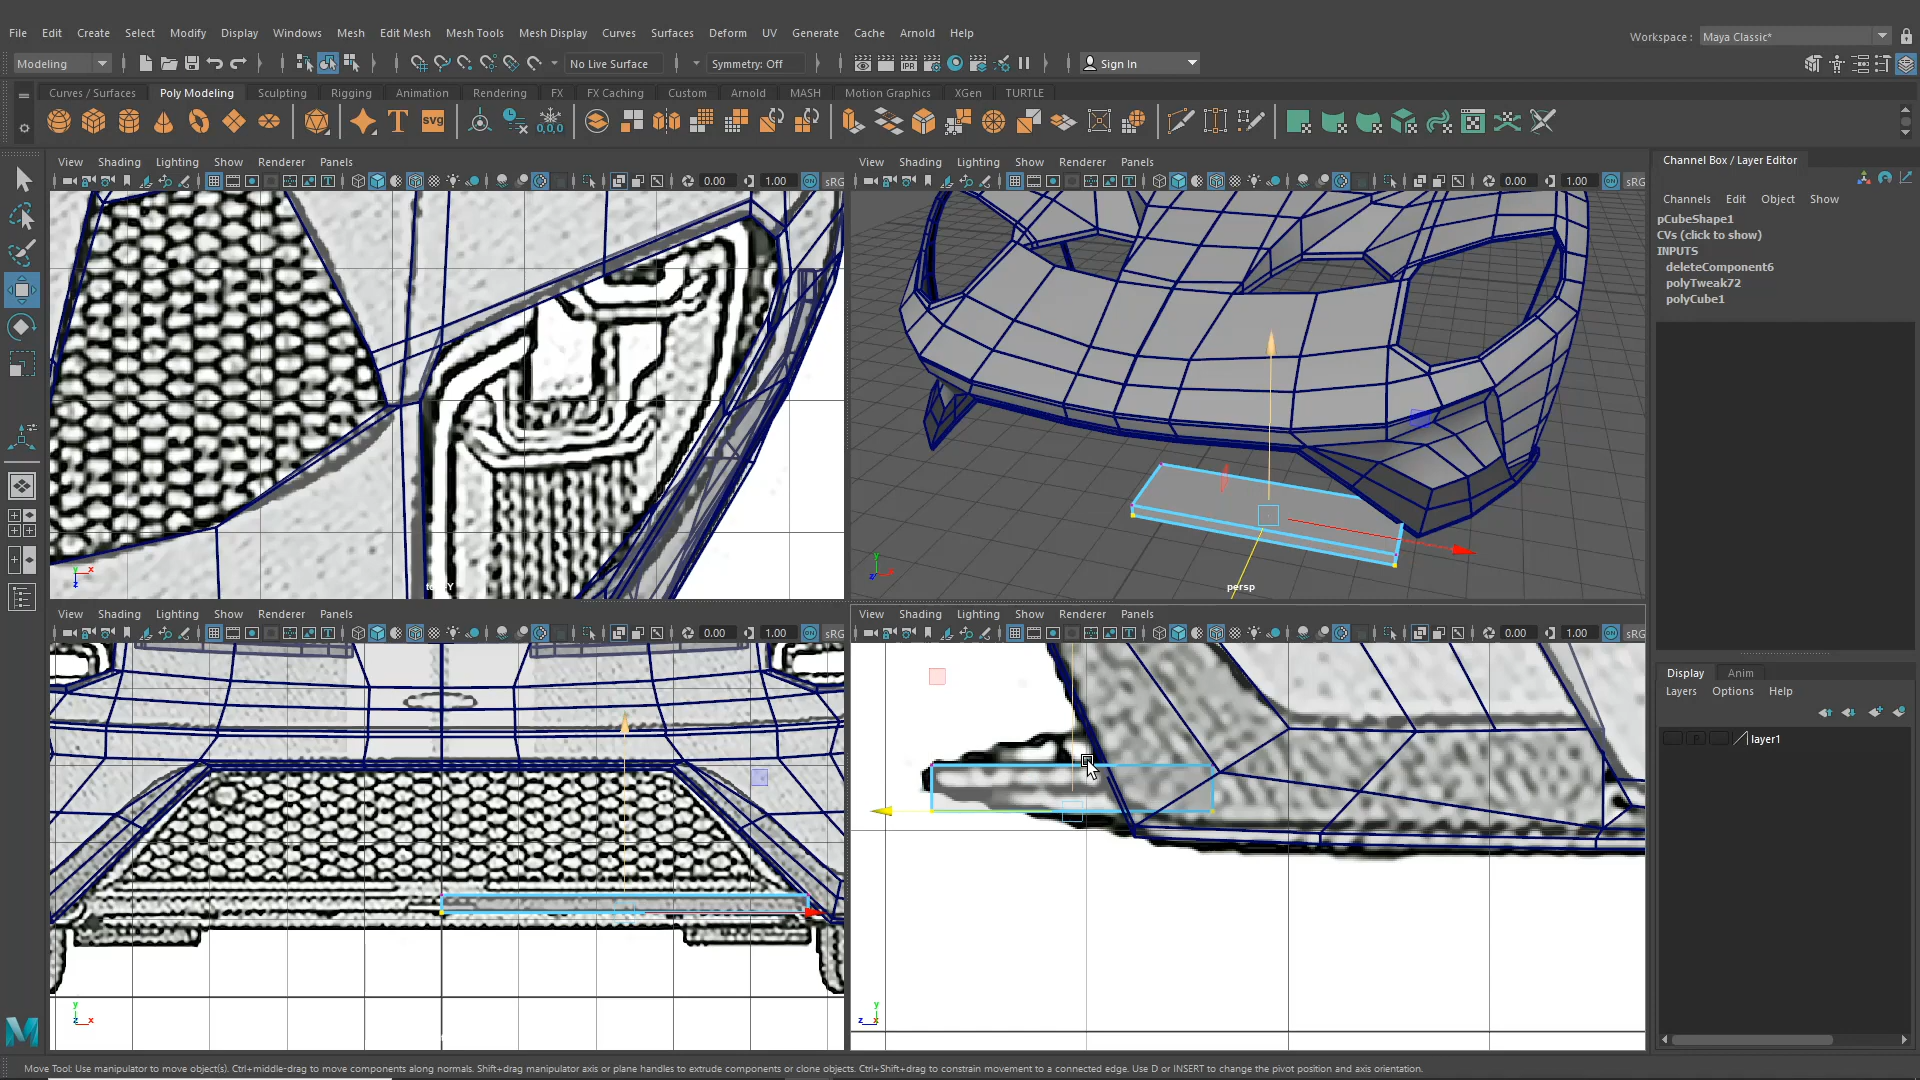 File Edit Create Select Modify Display Windows Mesh Edit Mesh Mesh Tools Mesh Display Curves Surfaces Deform UV Generate Cache Arnold Help
Workspace : Maya Classic*
Modeling No Live Surface Symmetry: Off Sign In
Curves / Surfaces Poly Modeling Sculpting Rigging Animation Rendering FX FX Caching Custom Arnold MASH Motion Graphics XGen TURTLE
SVG 0,0,0
View Shading Lighting Show Renderer Panels
0.00 1.00 sRG
View Shading Lighting Show Renderer Panels
0.00 1.00 sRG
persp
View Shading Lighting Show Renderer Panels
0.00 1.00 sRG
View Shading Lighting Show Renderer Panels
0.00 1.00 sRG
Channel Box / Layer Editor
Channels Edit Object Show
pCubeShape1
CVs (click to show)
INPUTS
deleteComponent6
polyTweak72
polyCube1
Display Anim
Layers Options Help
layer1
Move Tool: Use manipulator to move object(s). Ctrl+middle-drag to move components along normals. Shift+drag manipulator axis or plane handles to extrude components or clone objects. Ctrl+Shift+drag to constrain movement to a connected edge. Use D or INSERT to change the pivot position and axis orientation.